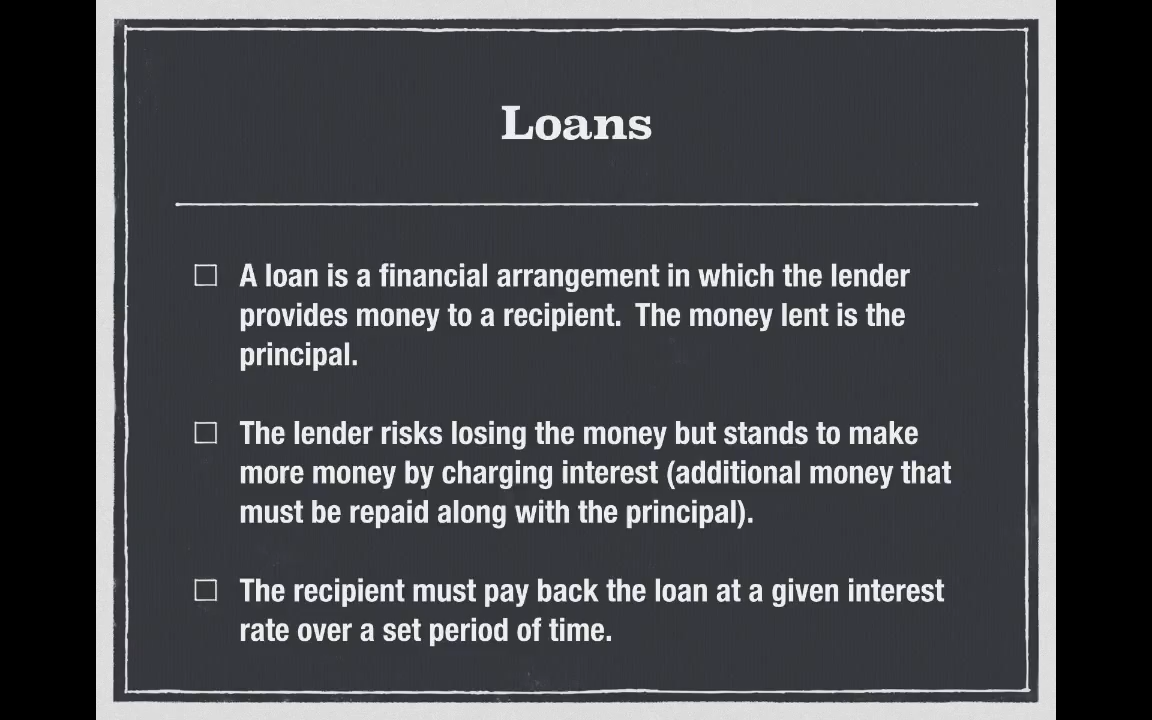 Loans
A loan is a financial arrangement in which the lender
provides money to a recipient.  The money lent is the
principal.
The lender risks losing the money but stands to make
more money by charging interest (additional money that
must be repaid along with the principal).
The recipient must pay back the loan at a given interest
rate over a set period of time.